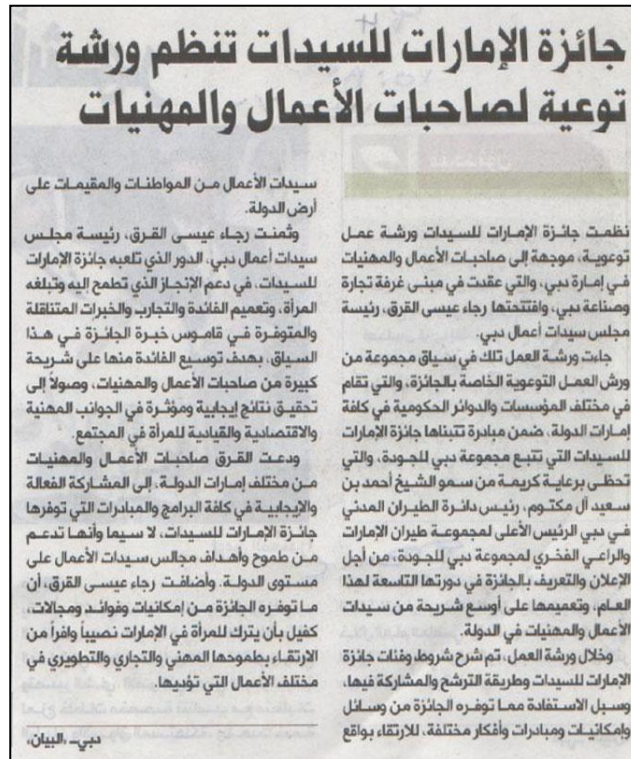 جائزة الإمارات للسيدات تنظم ورشة
توعية لصاحبات الأعمال والمهنيات
نظمت جائزة الإمارات للسيدات ورشة عمل
توعوية، موجهة إلى صاحبات الأعمال والمهنيات
في إمارة دبي، والتي عقدت في مبنى غرفة تجارة
وصناعة دبي، وافتتحتها رجاء عيسى القرق، رئيسة
مجلس سيدات أعمال دبي.
جاءت ورشة العمل تلك في سياق مجموعة من
ورش العمل التوعوية الخاصة بالجائزة، والتي تقام
في مختلف المؤسسات والدوائر الحكومية في كافة
إمارات الدولة، ضمن مبادرة تتبناها جائزة الإمارات
للسيدات التي تتبع مجموعة دبي للجودة، والتي
تحظى برعاية كريمة من سمو الشيخ أحمد بن
سعيد آل مكتوم، رئيس دائرة الطيران المدني
في دبي الرئيس الأعلى لمجموعة طيران الإمارات
والراعي الفخري لمجموعة دبي للجودة، من أجل
الإعلان والتعريف بالجائزة في دورتها التاسعة لهذا
العام، وتعميمها على أوسع شريحة من سيدات
الأعمال والمهنيات في الدولة.
وخلال ورشة العمل، تم شرح شروط وفئات جائزة
الإمارات للسيدات وطريقة الترشح والمشاركة فيها،
وسبل الاستفادة مما توفره الجائزة من وسائل
وإمكانيات ومبادرات وأفكار مختلفة، للارتقاء بواقع
سيدات الأعمال من المواطنات والمقيمات على
أرض الدولة.
وثمنت رجاء عيسى القرق، رئيسة مجلس
سيدات أعمال دبي، الدور الذي تلعبه جائزة الإمارات
للسيدات، في دعم الإنجاز الذي تطمح إليه وتبلغه
المرأة، وتعميم الفائدة والتجارب والخبرات المتناقلة
والمتوفرة في قاموس خبرة الجائزة في هذا
السياق، بهدف توسيع الفائدة منها على شريحة
كبيرة من صاحبات الأعمال والمهنيات، وصولاً إلى
تحقيق نتائج إيجابية ومؤثرة في الجوانب المهنية
والاقتصادية والقيادية للمرأة في المجتمع.
ودعت القرق صاحبات الأعمال والمهنيات
من مختلف إمارات الدولة، إلى المشاركة الفعالة
والإيجابية في كافة البرامج والمبادرات التي توفرها
جائزة الإمارات للسيدات، لا سيما وأنها تدعم
من طموح وأهداف مجالس سيدات الأعمال على
مستوى الدولة. وأضافت رجاء عيسى القرق، أن
ما توفره الجائزة من إمكانيات وفوائد ومجالات،
كفيل بأن يترك للمرأة في الإمارات نصيباً وافراً من
الارتقاء بطموحها المهني والتجاري والتطويري في
مختلف الأعمال التي تؤديها.
دبي ـ البيان،